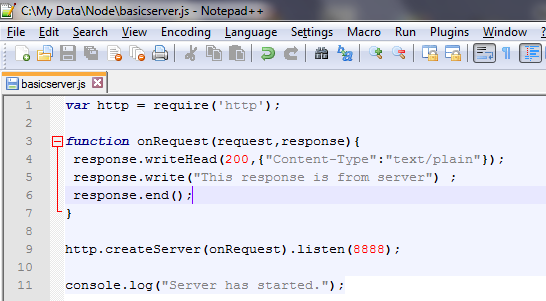 C:\My Data\Node\basicserver.js - Notepad++
File Edit Search View Encoding Language Settings Macro Run Plugins Window
basicserver.js
1 var http = require('http');
2
3 function onRequest(request,response){
4 response.writeHead(200,{"Content-Type":"text/plain"});
5 response.write("This response is from server") ;
6 response.end();
7 }
8
9 http.createServer(onRequest).listen(8888);
10
11 console.log("Server has started.");